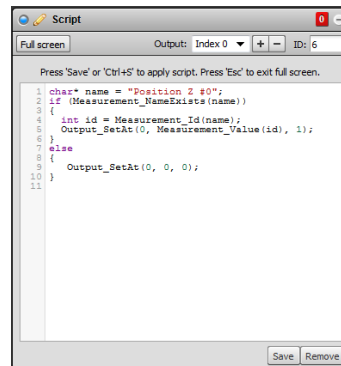 Script
0
Full screen
Output: Index 0
+
−
ID: 6
Press 'Save' or 'Ctrl+S' to apply script. Press 'Esc' to exit full screen.
1 char* name = "Position Z #0";
2 if (Measurement_NameExists(name))
3 {
4   int id = Measurement_Id(name);
5   Output_SetAt(0, Measurement_Value(id), 1);
6 }
7 else
8 {
9    Output_SetAt(0, 0, 0);
10 }
11
Save
Remove